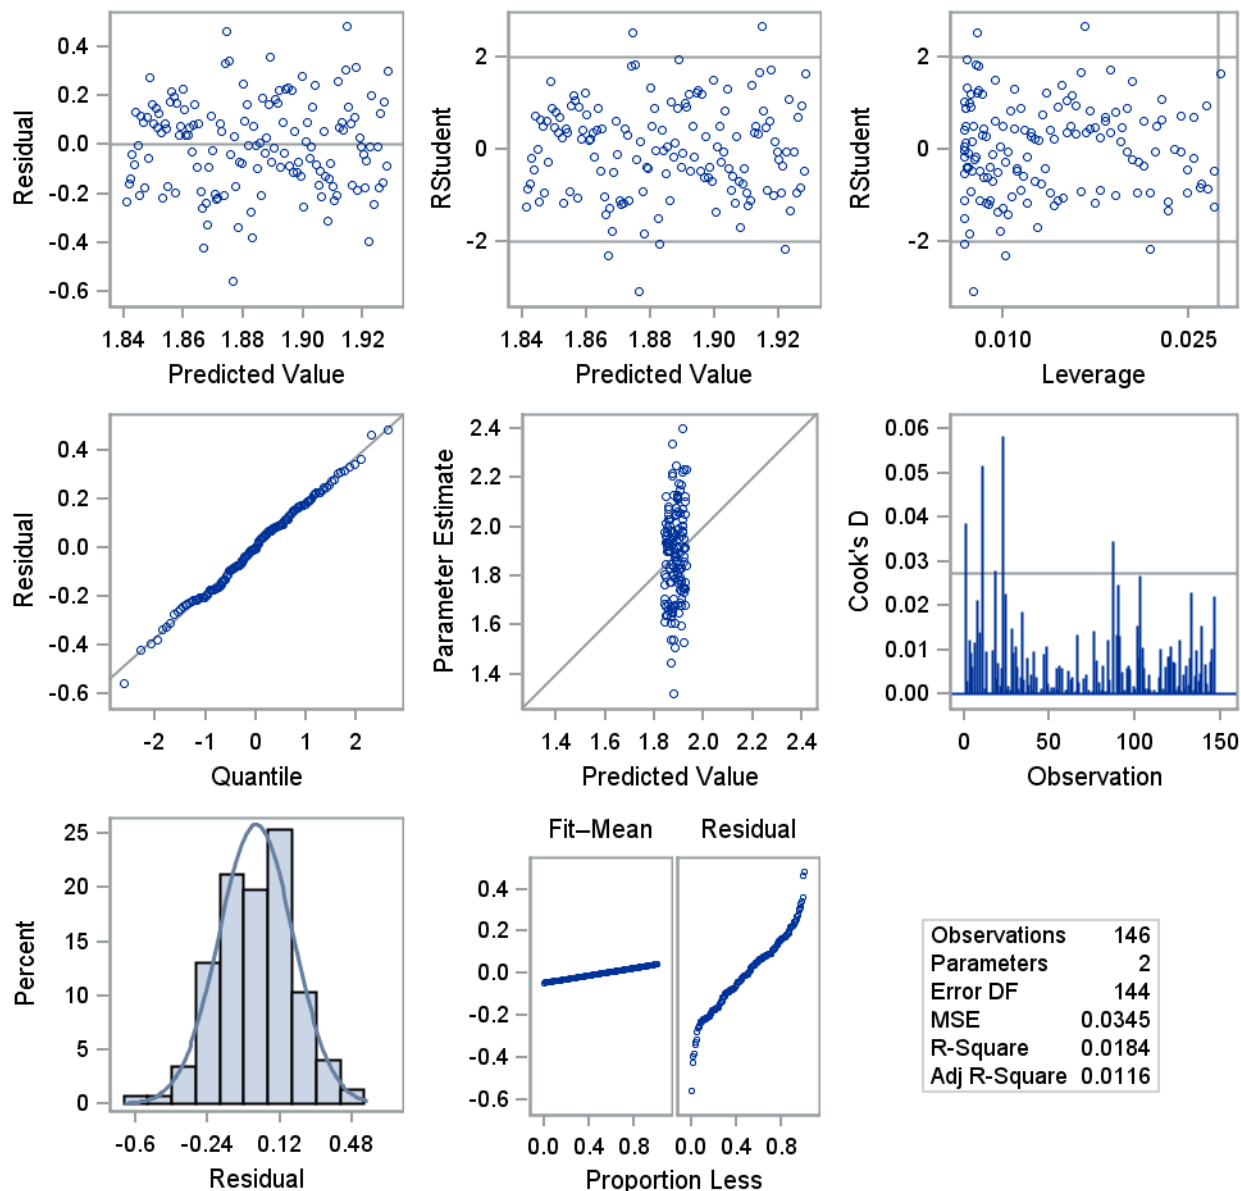 0.4
0.2
0.0
-0.2
-0.4
-0.6
Residual
1.84 1.86 1.88 1.90 1.92
Predicted Value
2
0
-2
RStudent
1.84 1.86 1.88 1.90 1.92
Predicted Value
2
0
-2
RStudent
0.010 0.025
Leverage
0.4
0.2
0.0
-0.2
-0.4
-0.6
Residual
-2 -1 0 1 2
Quantile
2.4
2.2
2.0
1.8
1.6
1.4
Parameter Estimate
1.4 1.6 1.8 2.0 2.2 2.4
Predicted Value
0.06
0.05
0.04
0.03
0.02
0.01
0.00
Cook's D
0 50 100 150
Observation
25
20
15
10
5
0
Percent
-0.6 -0.24 0.12 0.48
Residual
Fit–Mean Residual
0.4
0.2
0.0
-0.2
-0.4
-0.6
0.0 0.4 0.8 0.0 0.4 0.8
Proportion Less
Observations 146
Parameters 2
Error DF 144
MSE 0.0345
R-Square 0.0184
Adj R-Square 0.0116